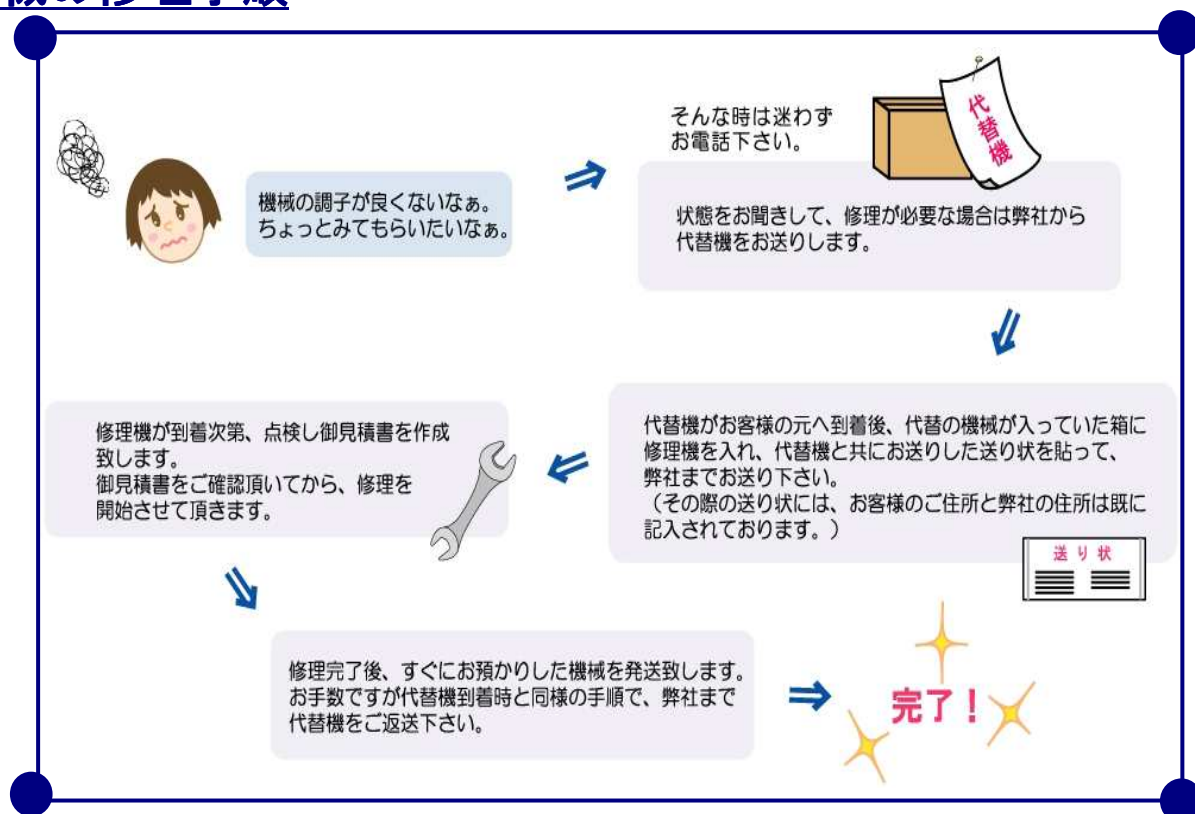 機械の修理手順
そんな時は迷わず
お電話下さい。
代替機
機械の調子が良くないなぁ。
ちょっとみてもらいたいなぁ。
状態をお聞きして、修理が必要な場合は弊社から
代替機をお送りします。
代替機がお客様の元へ到着後、代替の機械が入っていた箱に
修理機を入れ、代替機と共にお送りした送り状を貼って、
弊社までお送り下さい。
（その際の送り状には、お客様のご住所と弊社の住所は既に
記入されております。）
送り状
修理機が到着次第、点検し御見積書を作成
致します。
御見積書をご確認頂いてから、修理を
開始させて頂きます。
修理完了後、すぐにお預かりした機械を発送致します。
お手数ですが代替機到着時と同様の手順で、弊社まで
代替機をご返送下さい。
完了！